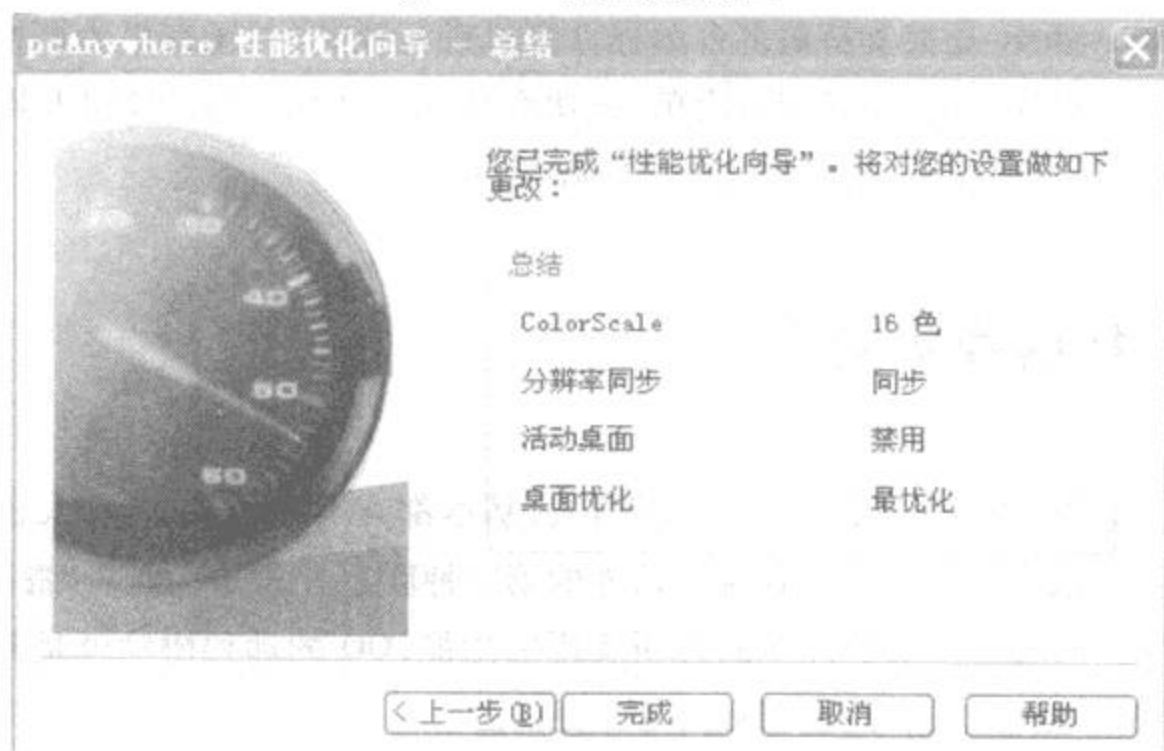 pcAnywhere 性能优化向导 - 总结
您已完成“性能优化向导”。将对您的设置做如下
更改：
总结
ColorScale 16 色
分辨率同步 同步
活动桌面 禁用
桌面优化 最优化
40
50
60
< 上一步(B) 完成 取消 帮助